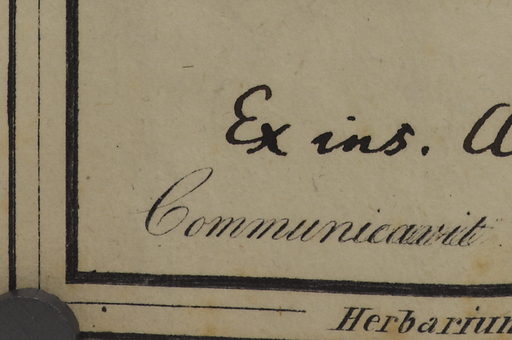 Ex ins. A
Communicavit
Herbarium